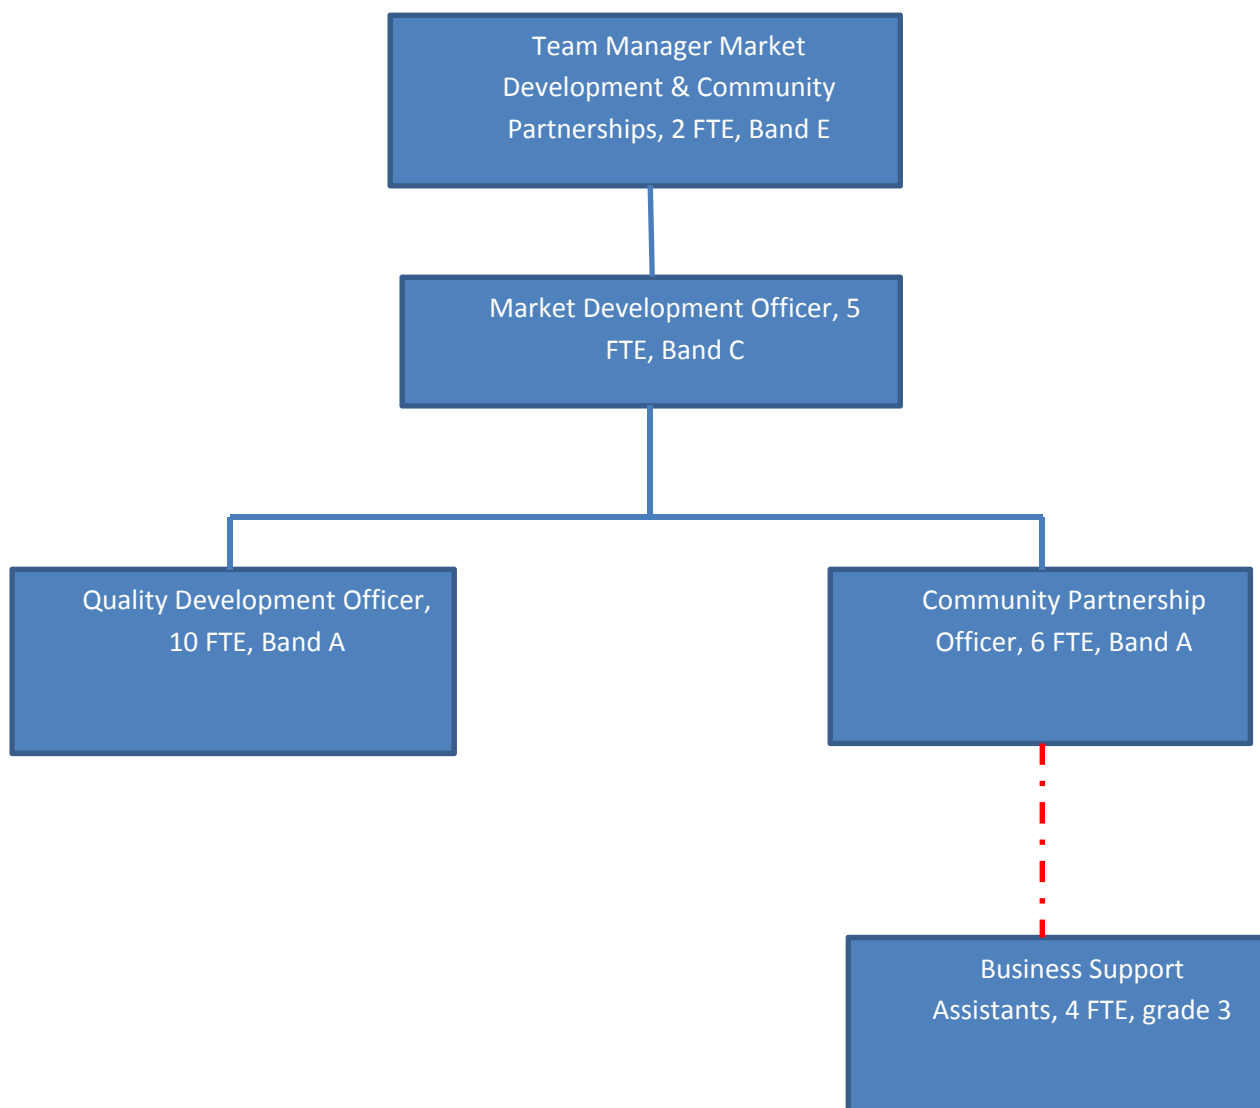 Team Manager Market
Development & Community
Partnerships, 2 FTE, Band E
Market Development Officer, 5
FTE, Band C
Quality Development Officer,
10 FTE, Band A
Community Partnership
Officer, 6 FTE, Band A
Business Support
Assistants, 4 FTE, grade 3